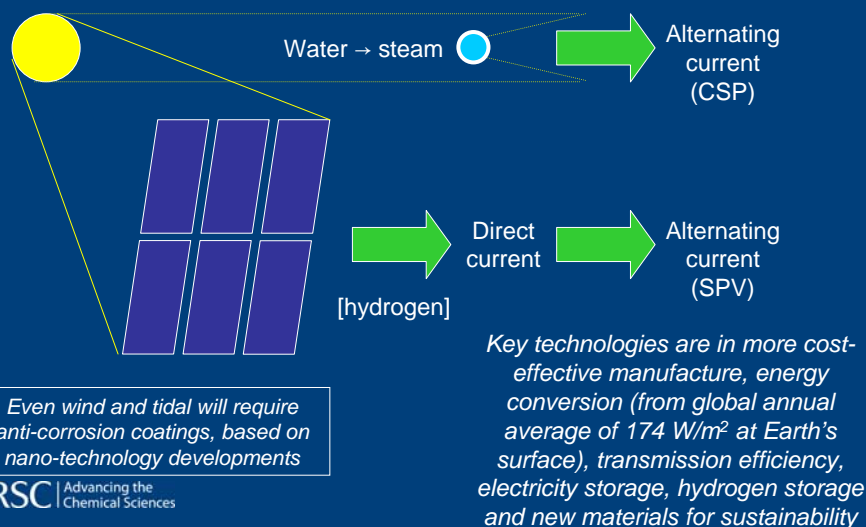 Water → steam
Alternating
current
(CSP)
Direct
current
Alternating
current
(SPV)
[hydrogen]
Key technologies are in more cost-
effective manufacture, energy
conversion (from global annual
average of 174 W/m² at Earth's
surface), transmission efficiency,
electricity storage, hydrogen storage
and new materials for sustainability
Even wind and tidal will require
anti-corrosion coatings, based on
nano-technology developments
RSC | Advancing the
Chemical Sciences